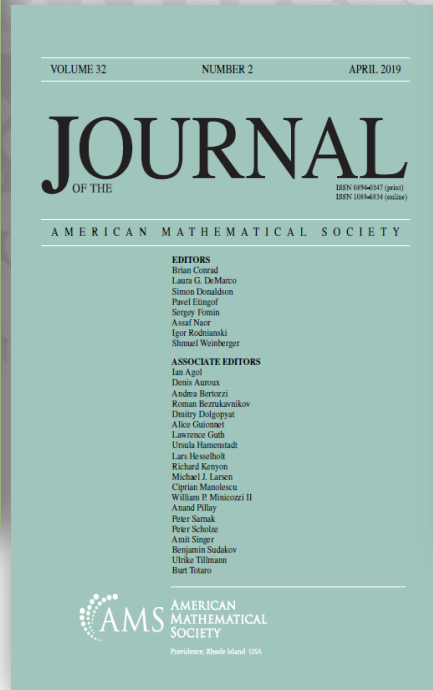 VOLUME 32 NUMBER 2 APRIL 2019
JOURNAL
OF THE
ISSN 0894-0347 (print)
ISSN 1088-6834 (online)
AMERICAN MATHEMATICAL SOCIETY
EDITORS
Brian Conrad
Laura G. DeMarco
Simon Donaldson
Pavel Etingof
Sergey Fomin
Assaf Naor
Igor Rodnianski
Shmuel Weinberger
ASSOCIATE EDITORS
Ian Agol
Denis Auroux
Andrea Bertozzi
Roman Bezrukavnikov
Dmitry Dolgopyat
Alice Guionnet
Lawrence Guth
Ursula Hamenstadt
Lars Hesselholt
Richard Kenyon
Michael J. Larsen
Ciprian Manolescu
William P. Minicozzi II
Anand Pillay
Peter Sarnak
Peter Scholze
Amit Singer
Benjamin Sudakov
Ulrike Tillmann
Burt Totaro
AMS
AMERICAN
MATHEMATICAL
SOCIETY
Providence, Rhode Island USA